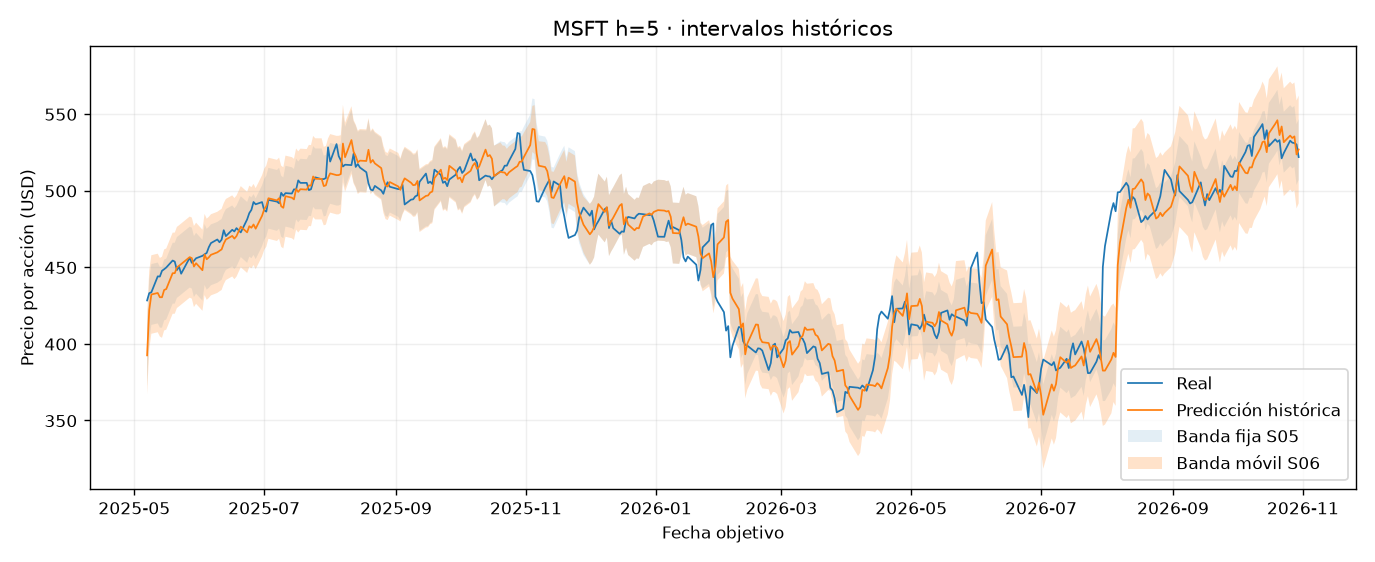 MSFT h=5 · intervalos históricos
Precio por acción (USD)
550
500
450
400
350
2025-05
2025-07
2025-09
2025-11
2026-01
2026-03
2026-05
2026-07
2026-09
2026-11
Fecha objetivo
Real
Predicción histórica
Banda fija S05
Banda móvil S06